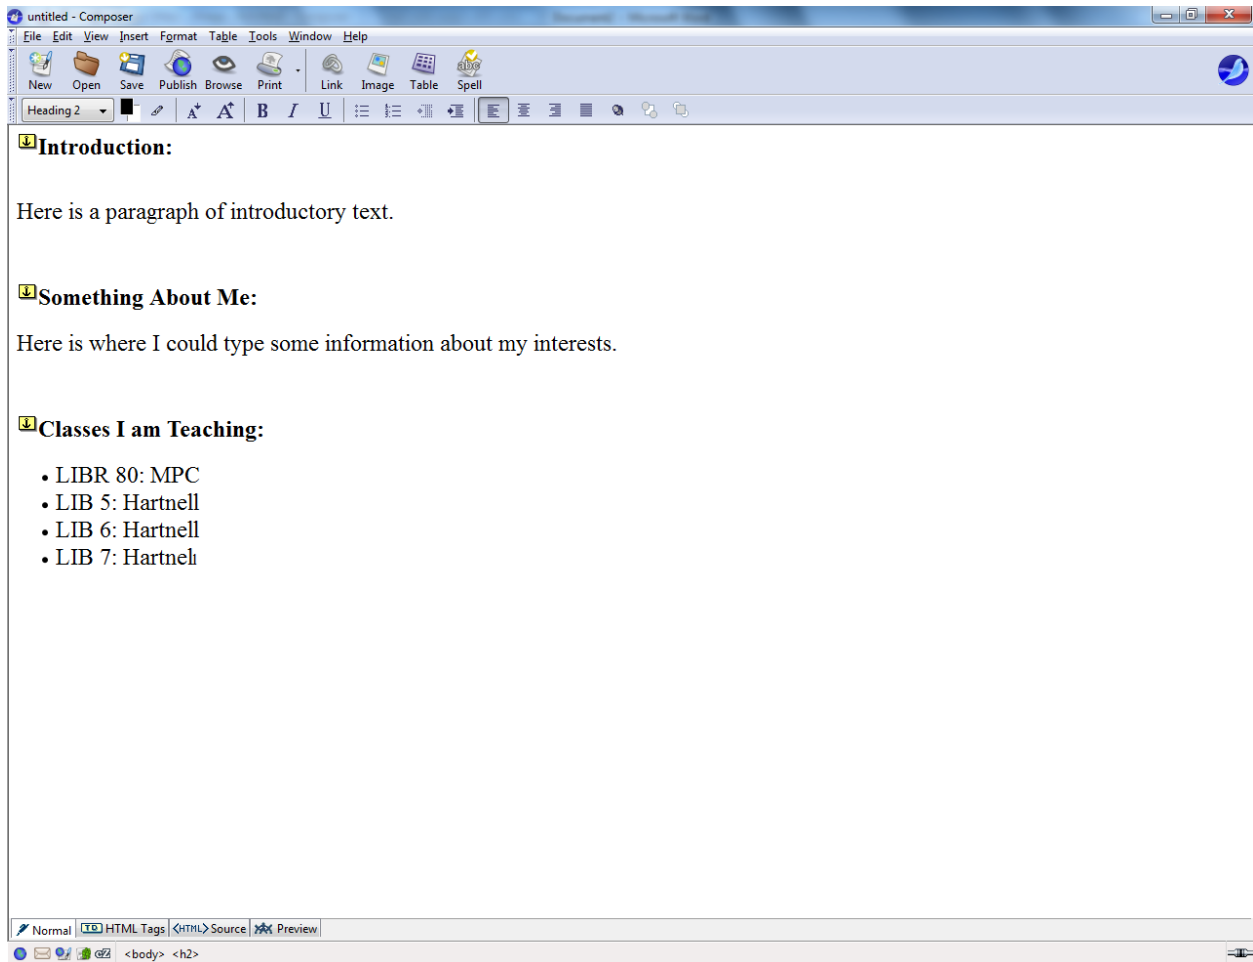 untitled - Composer
File Edit View Insert Format Table Tools Window Help
New Open Save Publish Browse Print Link Image Table Spell
Heading 2 B I U
Introduction:
Here is a paragraph of introductory text.
Something About Me:
Here is where I could type some information about my interests.
Classes I am Teaching:
• LIBR 80: MPC
• LIB 5: Hartnell
• LIB 6: Hartnell
• LIB 7: Hartnell
Normal TD HTML Tags <HTML> Source Preview
<body> <h2>